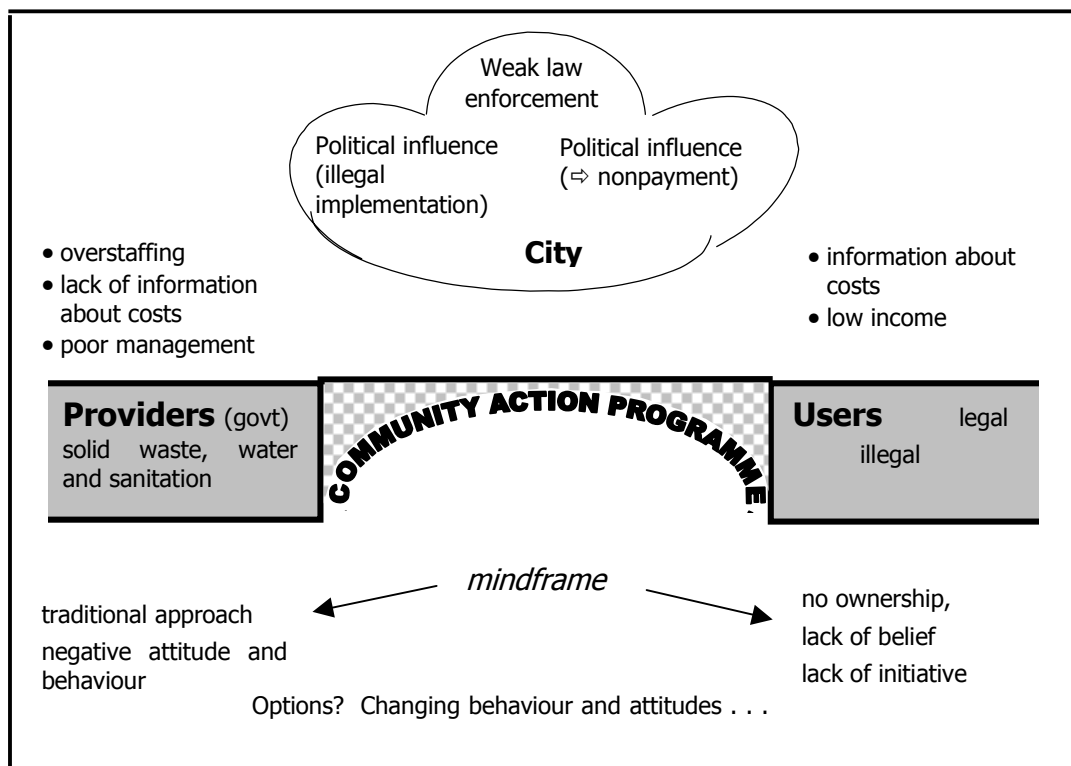 Weak law
enforcement
Political influence
(illegal
implementation)
Political influence
(⇨ nonpayment)
City
• overstaffing
• lack of information
about costs
• poor management
• information about
costs
• low income
Providers (govt)
solid waste, water
and sanitation
COMMUNITY ACTION PROGRAMME
Users legal
illegal
mindframe
traditional approach
negative attitude and
behaviour
no ownership,
lack of belief
lack of initiative
Options? Changing behaviour and attitudes . . .